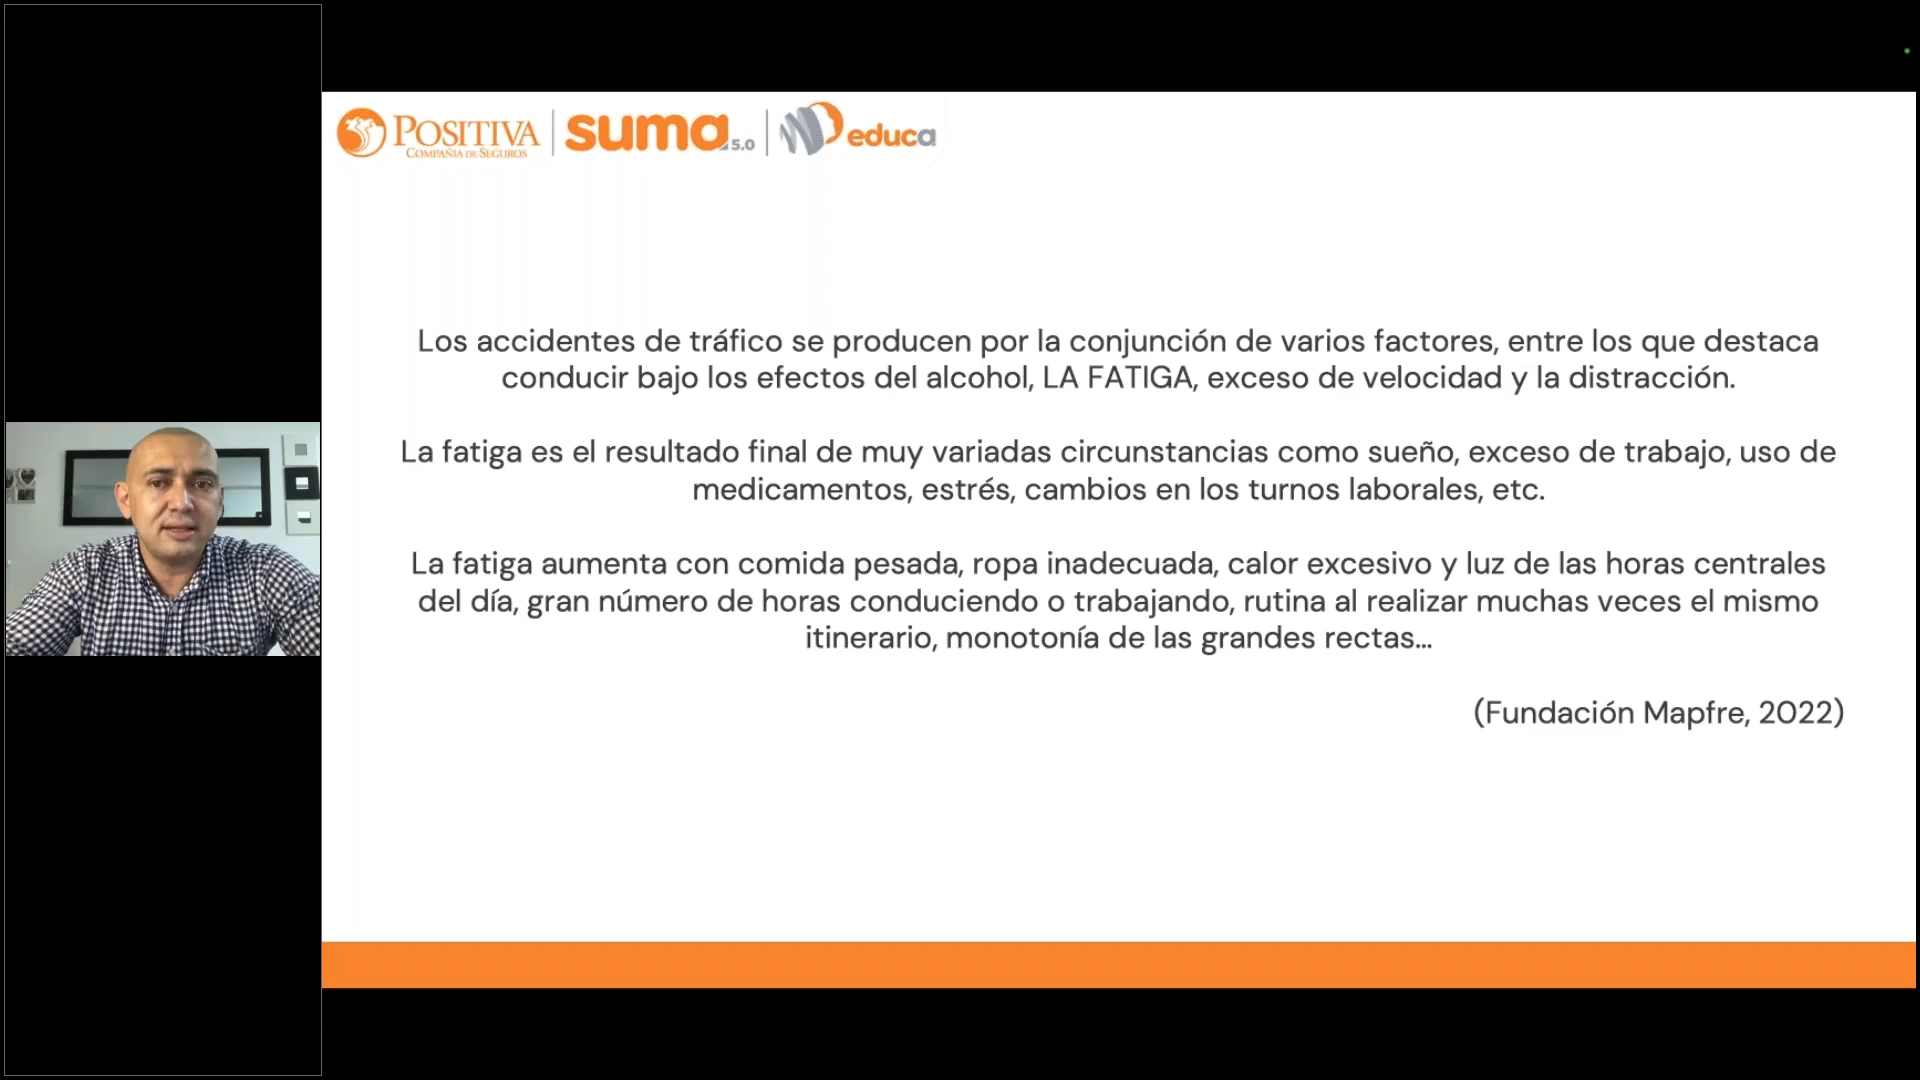 POSITIVA
COMPAÑIA DE SEGUROS
suma 5.0
educa
Los accidentes de tráfico se producen por la conjunción de varios factores, entre los que destaca
conducir bajo los efectos del alcohol, LA FATIGA, exceso de velocidad y la distracción.
La fatiga es el resultado final de muy variadas circunstancias como sueño, exceso de trabajo, uso de
medicamentos, estrés, cambios en los turnos laborales, etc.
La fatiga aumenta con comida pesada, ropa inadecuada, calor excesivo y luz de las horas centrales
del día, gran número de horas conduciendo o trabajando, rutina al realizar muchas veces el mismo
itinerario, monotonía de las grandes rectas...
(Fundación Mapfre, 2022)